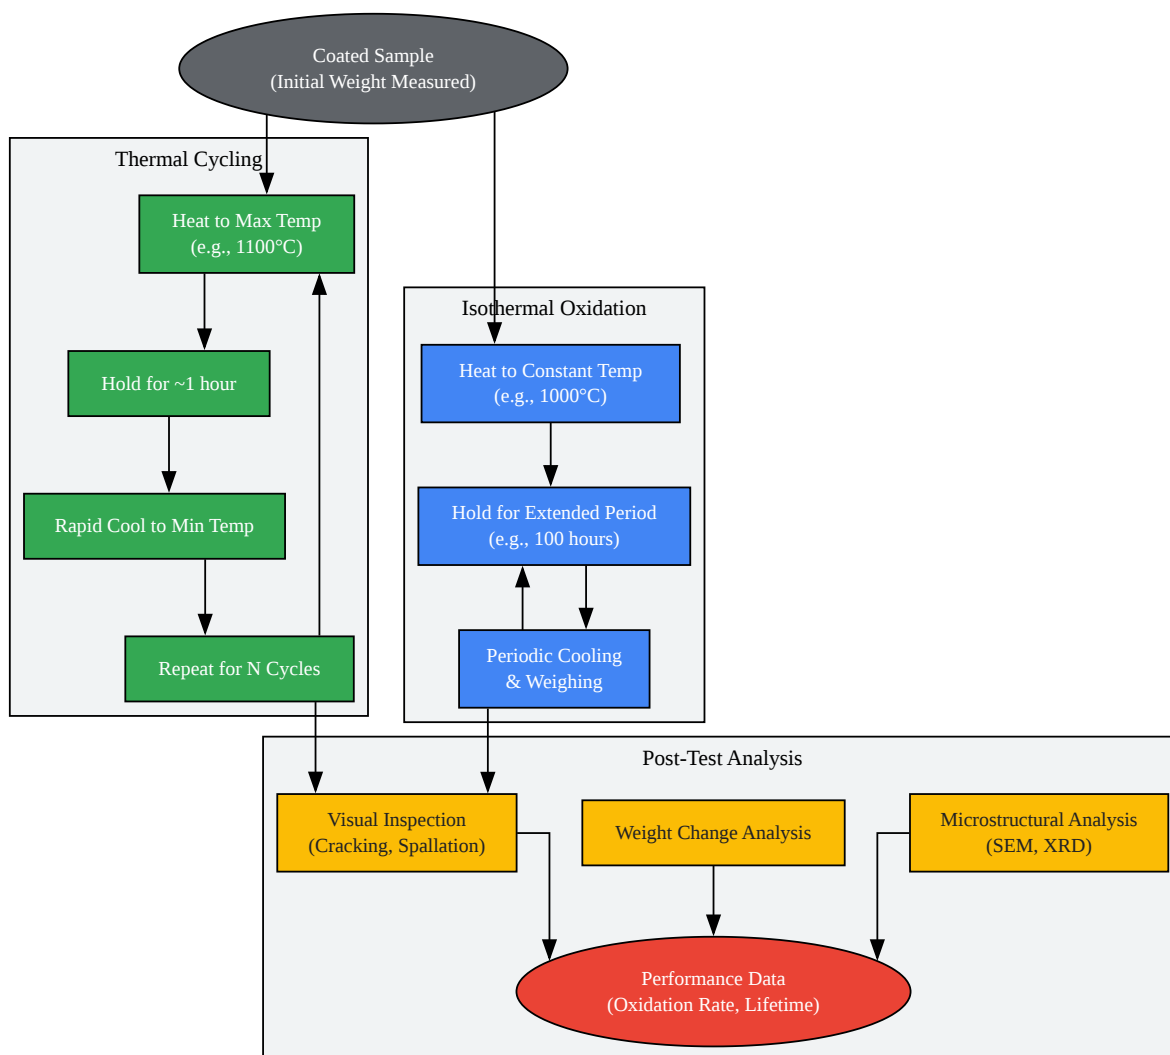 Coated Sample
(Initial Weight Measured)
Thermal Cycling
Heat to Max Temp
(e.g., 1100°C)
Hold for ~1 hour
Rapid Cool to Min Temp
Repeat for N Cycles
Isothermal Oxidation
Heat to Constant Temp
(e.g., 1000°C)
Hold for Extended Period
(e.g., 100 hours)
Periodic Cooling
& Weighing
Post-Test Analysis
Visual Inspection
(Cracking, Spallation)
Weight Change Analysis
Microstructural Analysis
(SEM, XRD)
Performance Data
(Oxidation Rate, Lifetime)